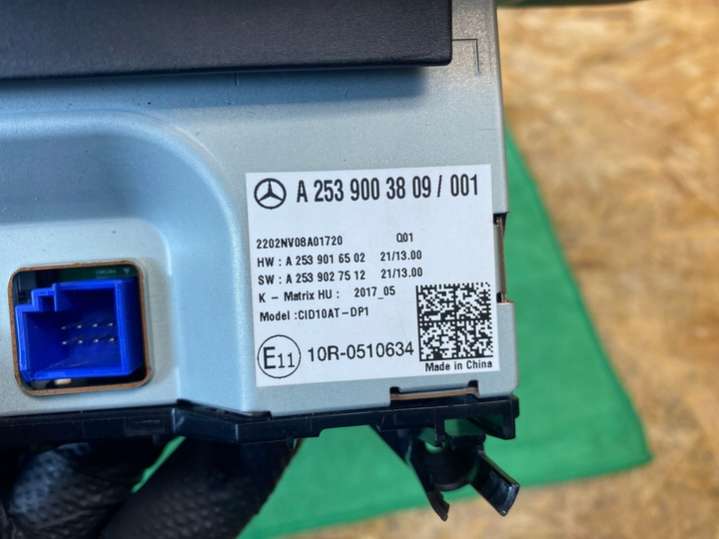 A 253 900 38 09 / 001
2202NV08A01720 Q01
HW : A 253 901 65 02 21/13.00
SW : A 253 902 75 12 21/13.00
K - Matrix HU : 2017_05
Model :CID10AT-DP1
E11 10R-0510634
Made in China